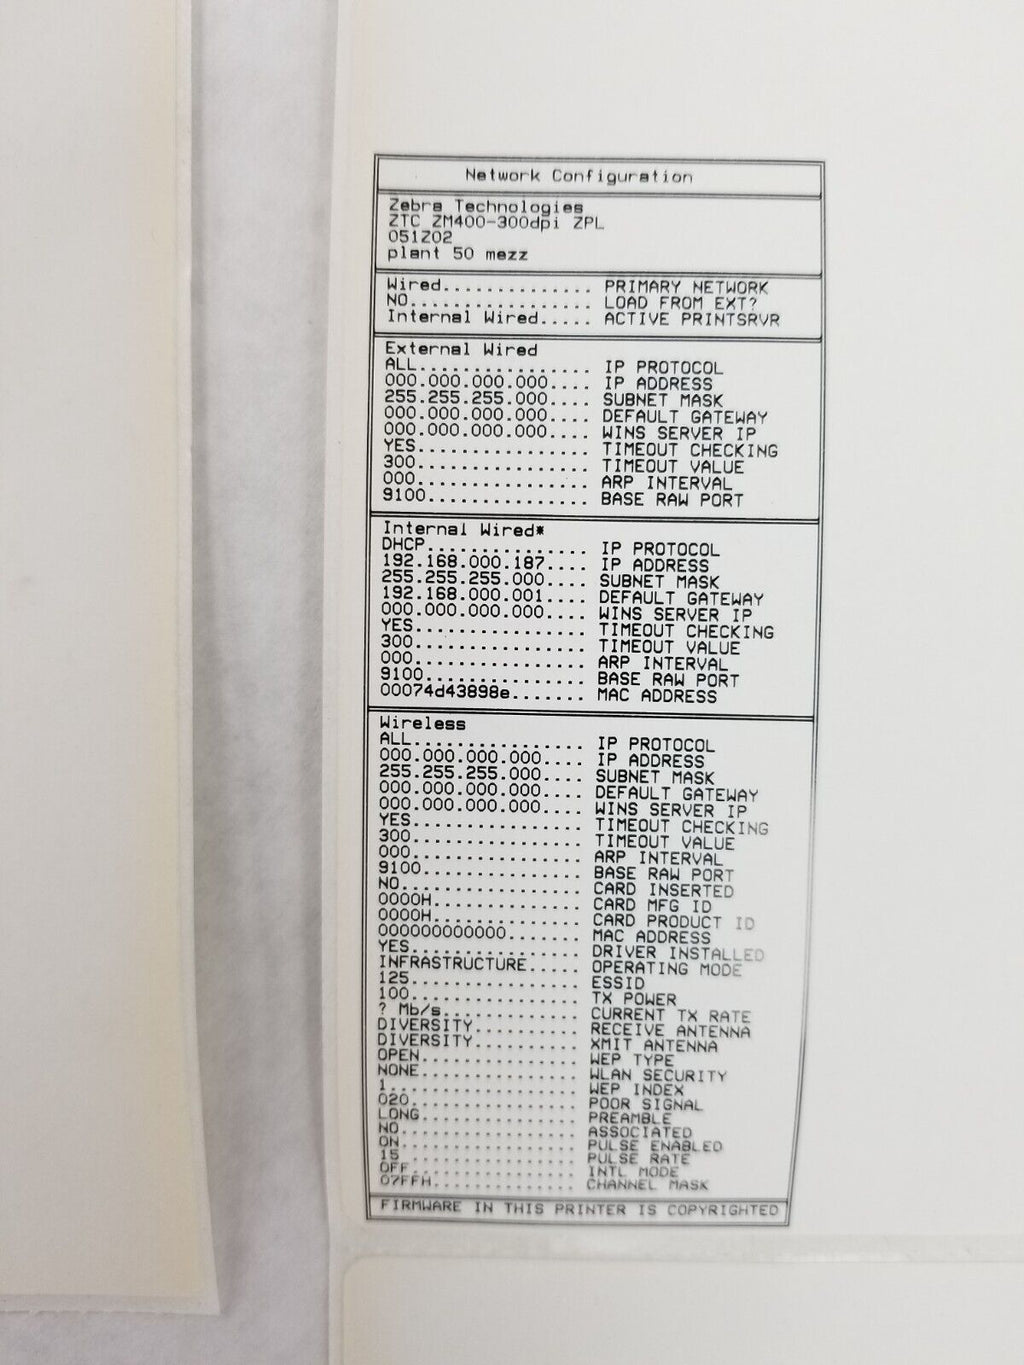 Network Configuration
Zebra Technologies
ZTC ZM400-300dpi ZPL
051Z02
plant 50 mezz
Wired.............. PRIMARY NETWORK
NO................. LOAD FROM EXT?
Internal Wired..... ACTIVE PRINTSRVR
External Wired
ALL................ IP PROTOCOL
000.000.000.000.... IP ADDRESS
255.255.255.000.... SUBNET MASK
000.000.000.000.... DEFAULT GATEWAY
000.000.000.000.... WINS SERVER IP
YES................ TIMEOUT CHECKING
300................ TIMEOUT VALUE
000................ ARP INTERVAL
9100............... BASE RAW PORT
Internal Wired*
DHCP............... IP PROTOCOL
192.168.000.187.... IP ADDRESS
255.255.255.000.... SUBNET MASK
192.168.000.001.... DEFAULT GATEWAY
000.000.000.000.... WINS SERVER IP
YES................ TIMEOUT CHECKING
300................ TIMEOUT VALUE
000................ ARP INTERVAL
9100............... BASE RAW PORT
00074d43898e....... MAC ADDRESS
Wireless
ALL................ IP PROTOCOL
000.000.000.000.... IP ADDRESS
255.255.255.000.... SUBNET MASK
000.000.000.000.... DEFAULT GATEWAY
000.000.000.000.... WINS SERVER IP
YES................ TIMEOUT CHECKING
300................ TIMEOUT VALUE
000................ ARP INTERVAL
9100............... BASE RAW PORT
NO................. CARD INSERTED
0000H.............. CARD MFG ID
0000H.............. CARD PRODUCT ID
000000000000....... MAC ADDRESS
YES................ DRIVER INSTALLED
INFRASTRUCTURE..... OPERATING MODE
125................ ESSID
100................ TX POWER
? Mb/s............. CURRENT TX RATE
DIVERSITY.......... RECEIVE ANTENNA
DIVERSITY.......... XMIT ANTENNA
OPEN............... WEP TYPE
NONE............... WLAN SECURITY
1.................. WEP INDEX
020................ POOR SIGNAL
LONG............... PREAMBLE
NO................. ASSOCIATED
ON................. PULSE ENABLED
15................. PULSE RATE
OFF................ INTL MODE
07FFH.............. CHANNEL MASK
FIRMWARE IN THIS PRINTER IS COPYRIGHTED